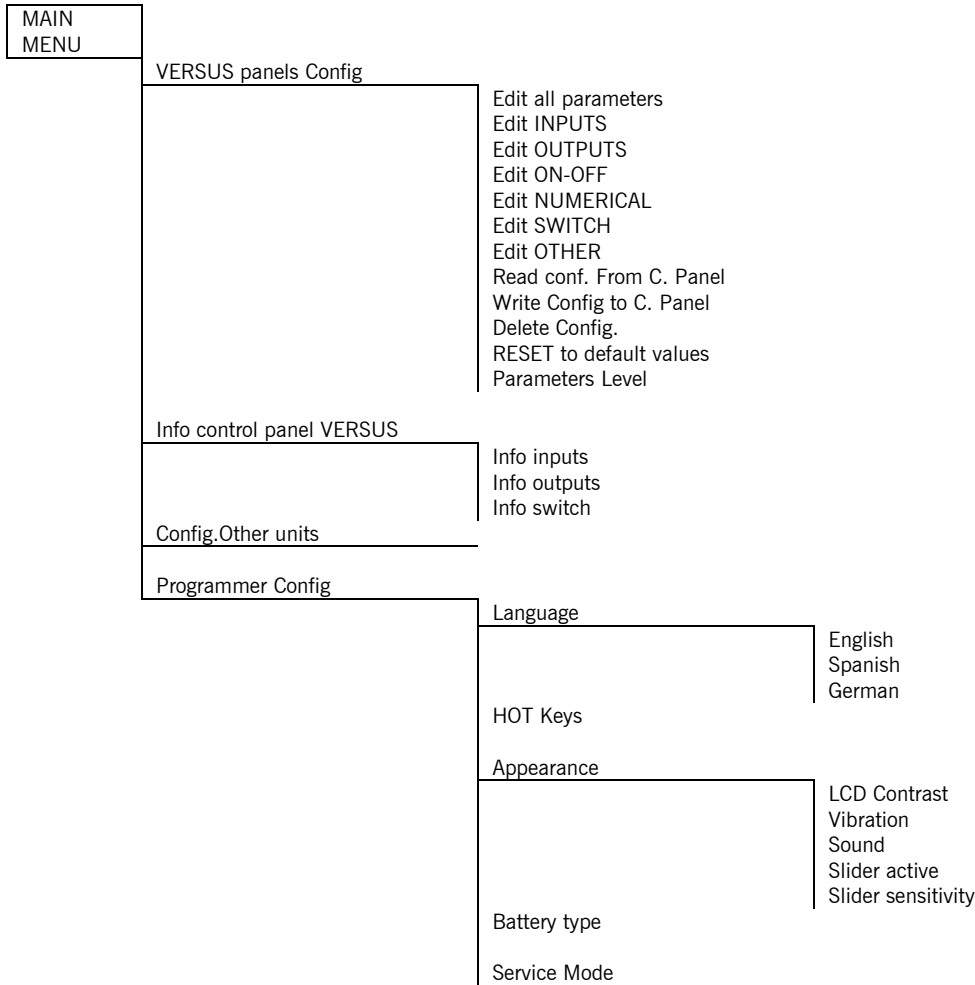 MAIN
MENU
VERSUS panels Config
Edit all parameters
Edit INPUTS
Edit OUTPUTS
Edit ON-OFF
Edit NUMERICAL
Edit SWITCH
Edit OTHER
Read conf. From C. Panel
Write Config to C. Panel
Delete Config.
RESET to default values
Parameters Level
Info control panel VERSUS
Info inputs
Info outputs
Info switch
Config.Other units
Programmer Config
Language
English
Spanish
German
HOT Keys
Appearance
LCD Contrast
Vibration
Sound
Slider active
Slider sensitivity
Battery type
Service Mode